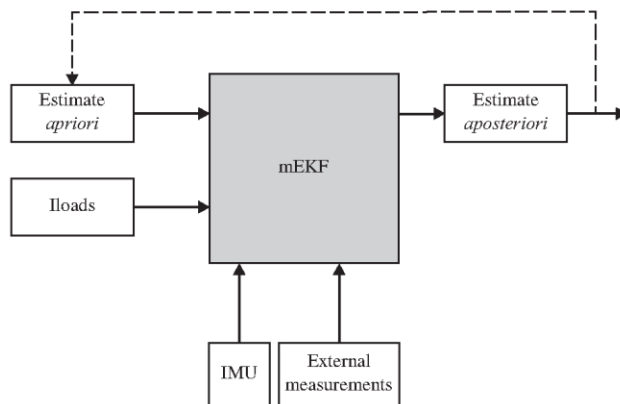 Estimate
apriori
Iloads
mEKF
Estimate
aposteriori
IMU
External
measurements